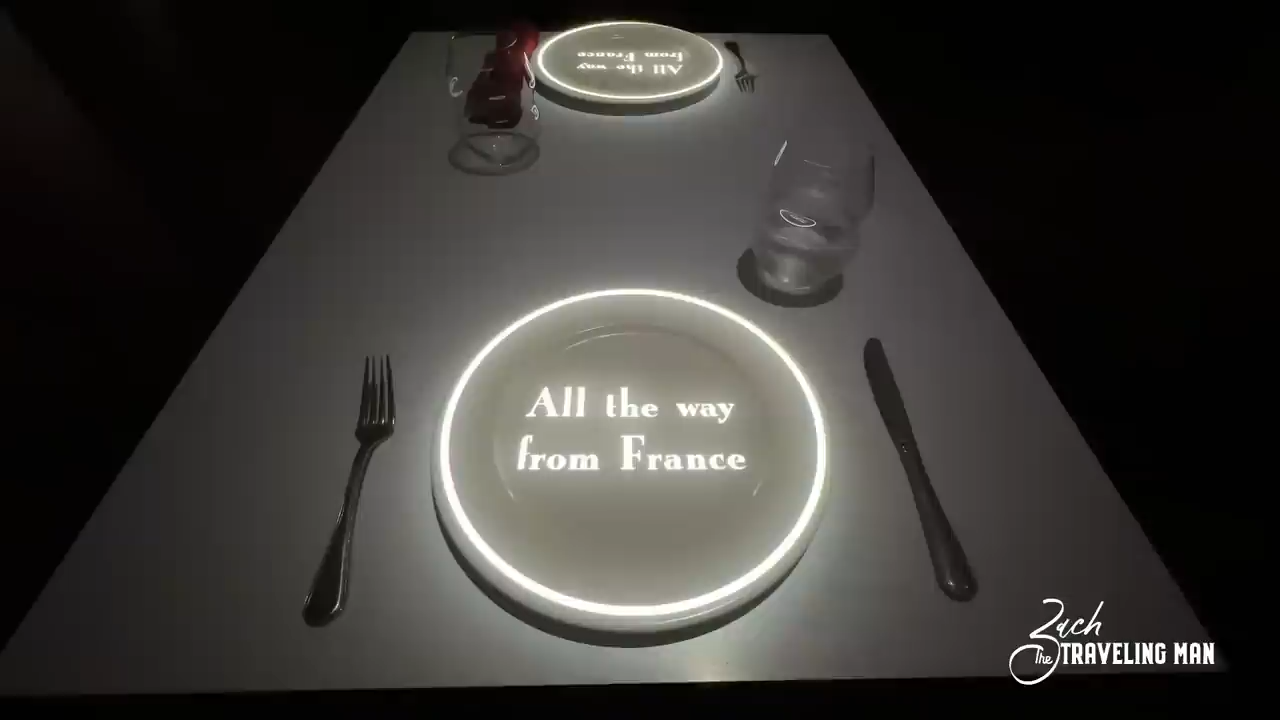 from France
All the way
All the way
from France
Zach
The TRAVELING MAN